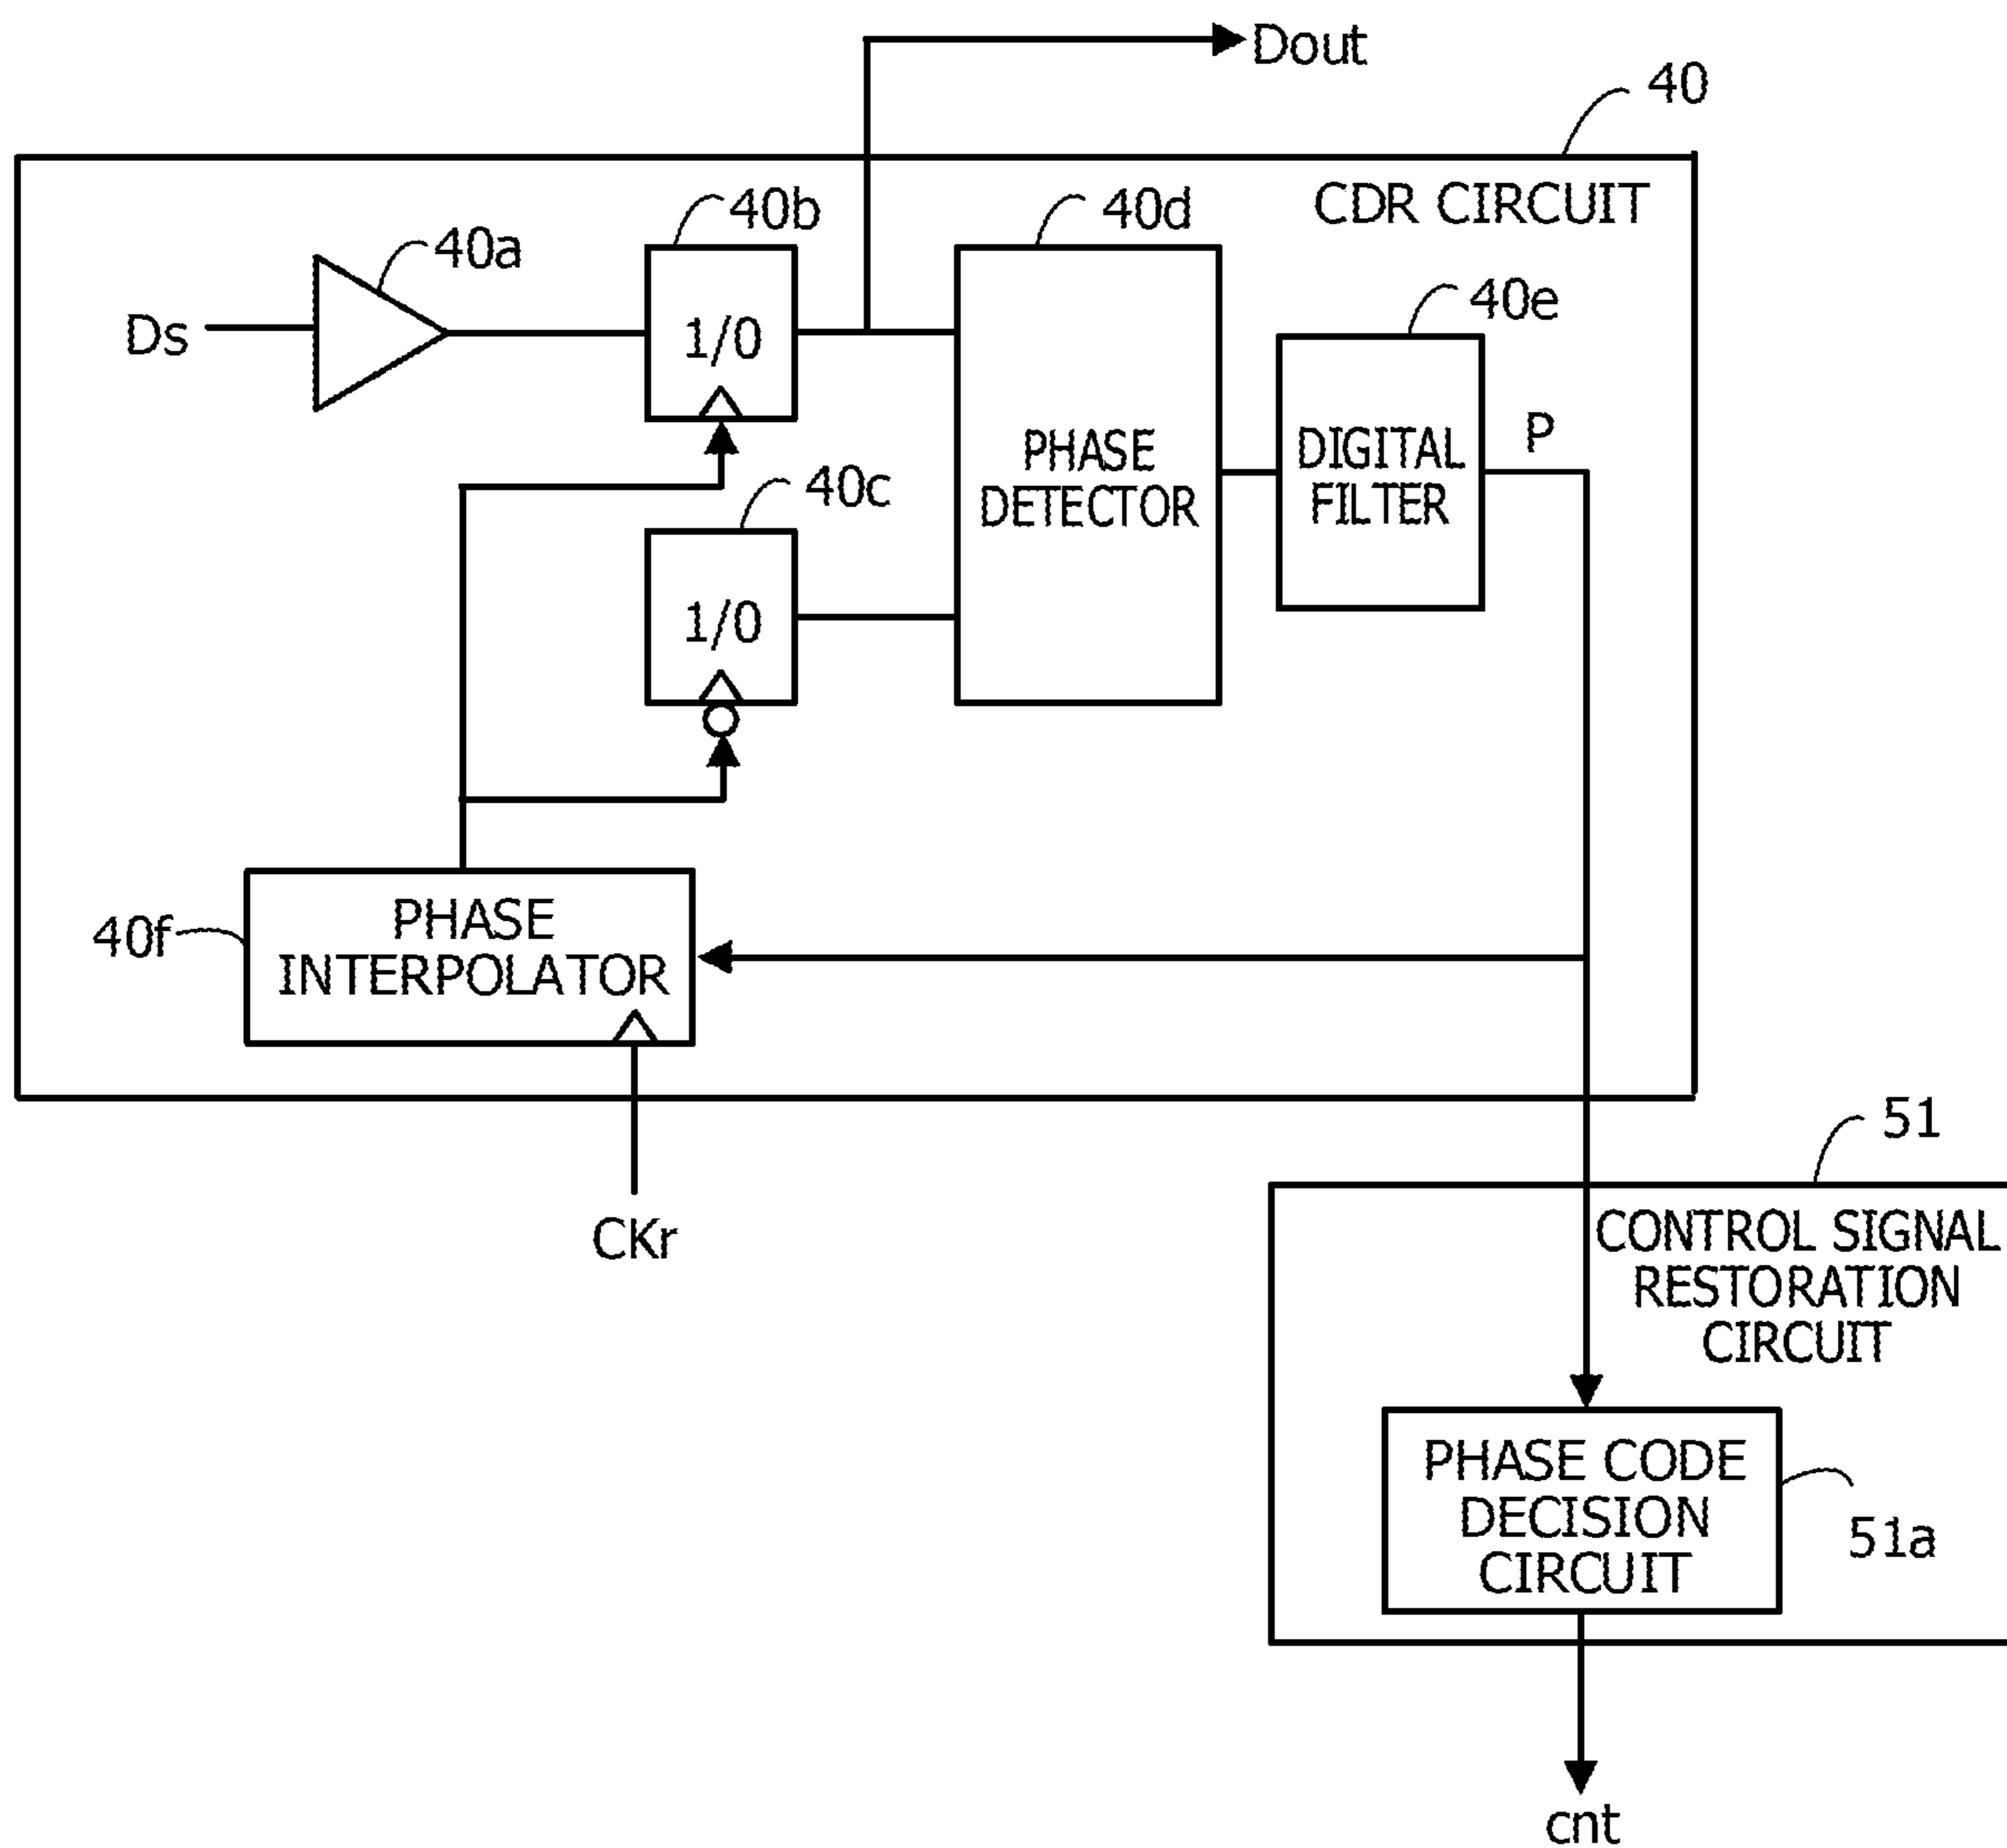 Dout
40
CDR CIRCUIT
40b
40d
40a
40e
Ds
1/0
P
PHASE
DETECTOR
DIGITAL
FILTER
40c
1/0
40f
PHASE
INTERPOLATOR
CKr
51
CONTROL SIGNAL
RESTORATION
CIRCUIT
PHASE CODE
DECISION
CIRCUIT
51a
cnt